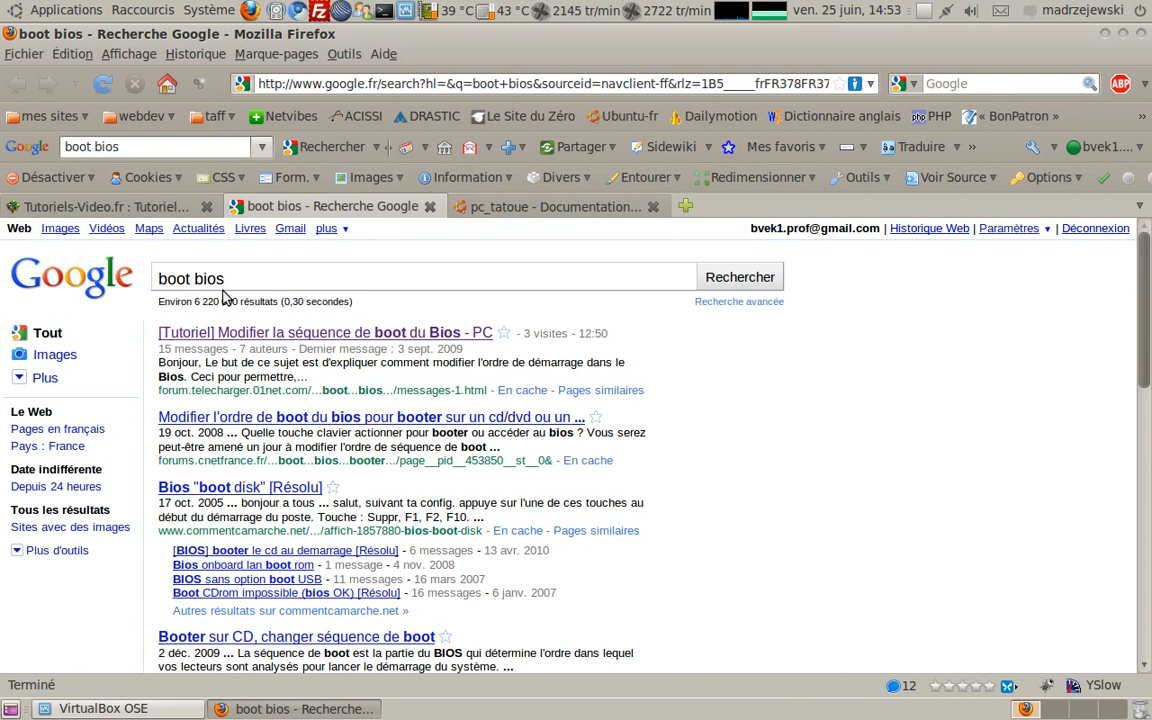 Applications Raccourcis Système 39 °C 43 °C 2145 tr/min 2722 tr/min ven. 25 juin, 14:53 madrzejewski
boot bios - Recherche Google - Mozilla Firefox
Fichier Édition Affichage Historique Marque-pages Outils Aide
http://www.google.fr/search?hl=&q=boot+bios&sourceid=navclient-ff&rlz=1B5_____frFR378FR37 Google ABP
mes sites webdev taff Netvibes ACISSI DRASTIC Le Site du Zéro Ubuntu-fr Dailymotion Dictionnaire anglais PHP « BonPatron » »
Google boot bios Rechercher Partager Sidewiki Mes favoris Traduire » bvek1....
Désactiver Cookies CSS Form. Images Information Divers Entourer Redimensionner Outils Voir Source Options
Tutoriels-Video.fr : Tutoriel... boot bios - Recherche Google pc_tatoue - Documentation...
Web Images Vidéos Maps Actualités Livres Gmail plus ▼ bvek1.prof@gmail.com | Historique Web | Paramètres ▼ | Déconnexion
Google boot bios Rechercher
Environ 6 220 résultats (0,30 secondes) Recherche avancée
Tout
Images
Plus
Le Web
Pages en français
Pays : France
Date indifférente
Depuis 24 heures
Tous les résultats
Sites avec des images
Plus d'outils
[Tutoriel] Modifier la séquence de boot du Bios - PC - 3 visites - 12:50
15 messages - 7 auteurs - Dernier message : 3 sept. 2009
Bonjour, Le but de ce sujet est d'expliquer comment modifier l'ordre de démarrage dans le
Bios. Ceci pour permettre,...
forum.telecharger.01net.com/...boot...bios.../messages-1.html - En cache - Pages similaires
Modifier l'ordre de boot du bios pour booter sur un cd/dvd ou un ...
19 oct. 2008 ... Quelle touche clavier actionner pour booter ou accéder au bios ? Vous serez
peut-être amené un jour à modifier l'ordre de séquence de boot ...
forums.cnetfrance.fr/...boot...bios...booter.../page__pid__453850__st__0& - En cache
Bios "boot disk" [Résolu]
17 oct. 2005 ... bonjour a tous ... salut, suivant ta config. appuye sur l'une de ces touches au
début du démarrage du poste. Touche : Suppr, F1, F2, F10. ...
www.commentcamarche.net/.../affich-1857880-bios-boot-disk - En cache - Pages similaires
[BIOS] booter le cd au demarrage [Résolu] - 6 messages - 13 avr. 2010
Bios onboard lan boot rom - 1 message - 4 nov. 2008
BIOS sans option boot USB - 11 messages - 16 mars 2007
Boot CDrom impossible (bios OK) [Résolu] - 16 messages - 6 janv. 2007
Autres résultats sur commentcamarche.net »
Booter sur CD, changer séquence de boot
2 déc. 2009 ... La séquence de boot est la partie du BIOS qui détermine l'ordre dans lequel
vos lecteurs sont analysés pour lancer le démarrage du système. ...
Terminé 12 YSlow
VirtualBox OSE boot bios - Recherche...